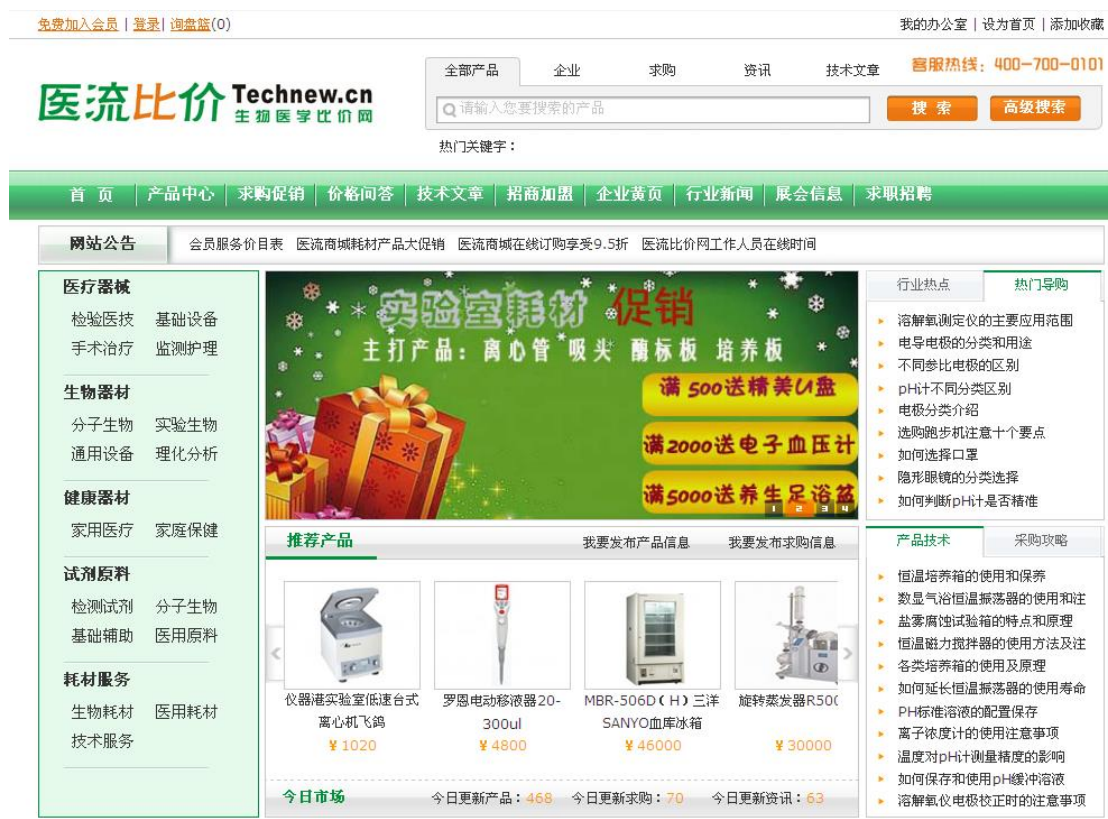 免费加入会员 | 登录 | 询盘篮(0)
我的办公室 | 设为首页 | 添加收藏
医流比价 Technew.cn
生物医学比价网
全部产品 企业 求购 资讯 技术文章
客服热线：400-700-0101
请输入您要搜索的产品
搜 索 高级搜索
热门关键字：
首 页 产品中心 求购促销 价格问答 技术文章 招商加盟 企业黄页 行业新闻 展会信息 求职招聘
网站公告 会员服务价目表 医流商城耗材产品大促销 医流商城在线订购享受9.5折 医流比价网工作人员在线时间
医疗器械
检验医技 基础设备
手术治疗 监测护理
生物器材
分子生物 实验生物
通用设备 理化分析
健康器材
家用医疗 家庭保健
试剂原料
检测试剂 分子生物
基础辅助 医用原料
耗材服务
生物耗材 医用耗材
技术服务
实验室耗材 促销
主打产品：离心管 吸头 酶标板 培养板
满500送精美U盘
满2000送电子血压计
满5000送养生足浴盆
1 2 3 4
推荐产品 我要发布产品信息 我要发布求购信息
仪器港实验室低速台式
离心机飞鸽
¥1020
罗恩电动移液器20-
300ul
¥4800
MBR-506D(H)三洋
SANYO血库冰箱
¥46000
旋转蒸发器R500
¥30000
今日市场 今日更新产品：468 今日更新求购：70 今日更新资讯：63
行业热点 热门导购
溶解氧测定仪的主要应用范围
电导电极的分类和用途
不同参比电极的区别
pH计不同分类区别
电极分类介绍
选购跑步机注意十个要点
如何选择口罩
隐形眼镜的分类选择
如何判断pH计是否精准
产品技术 采购攻略
恒温培养箱的使用和保养
数显气浴恒温振荡器的使用和注
盐雾腐蚀试验箱的特点和原理
恒温磁力搅拌器的使用方法及注
各类培养箱的使用及原理
如何延长恒温振荡器的使用寿命
PH标准溶液的配置保存
离子浓度计的使用注意事项
温度对pH计测量精度的影响
如何保存和使用pH缓冲溶液
溶解氧仪电极校正时的注意事项